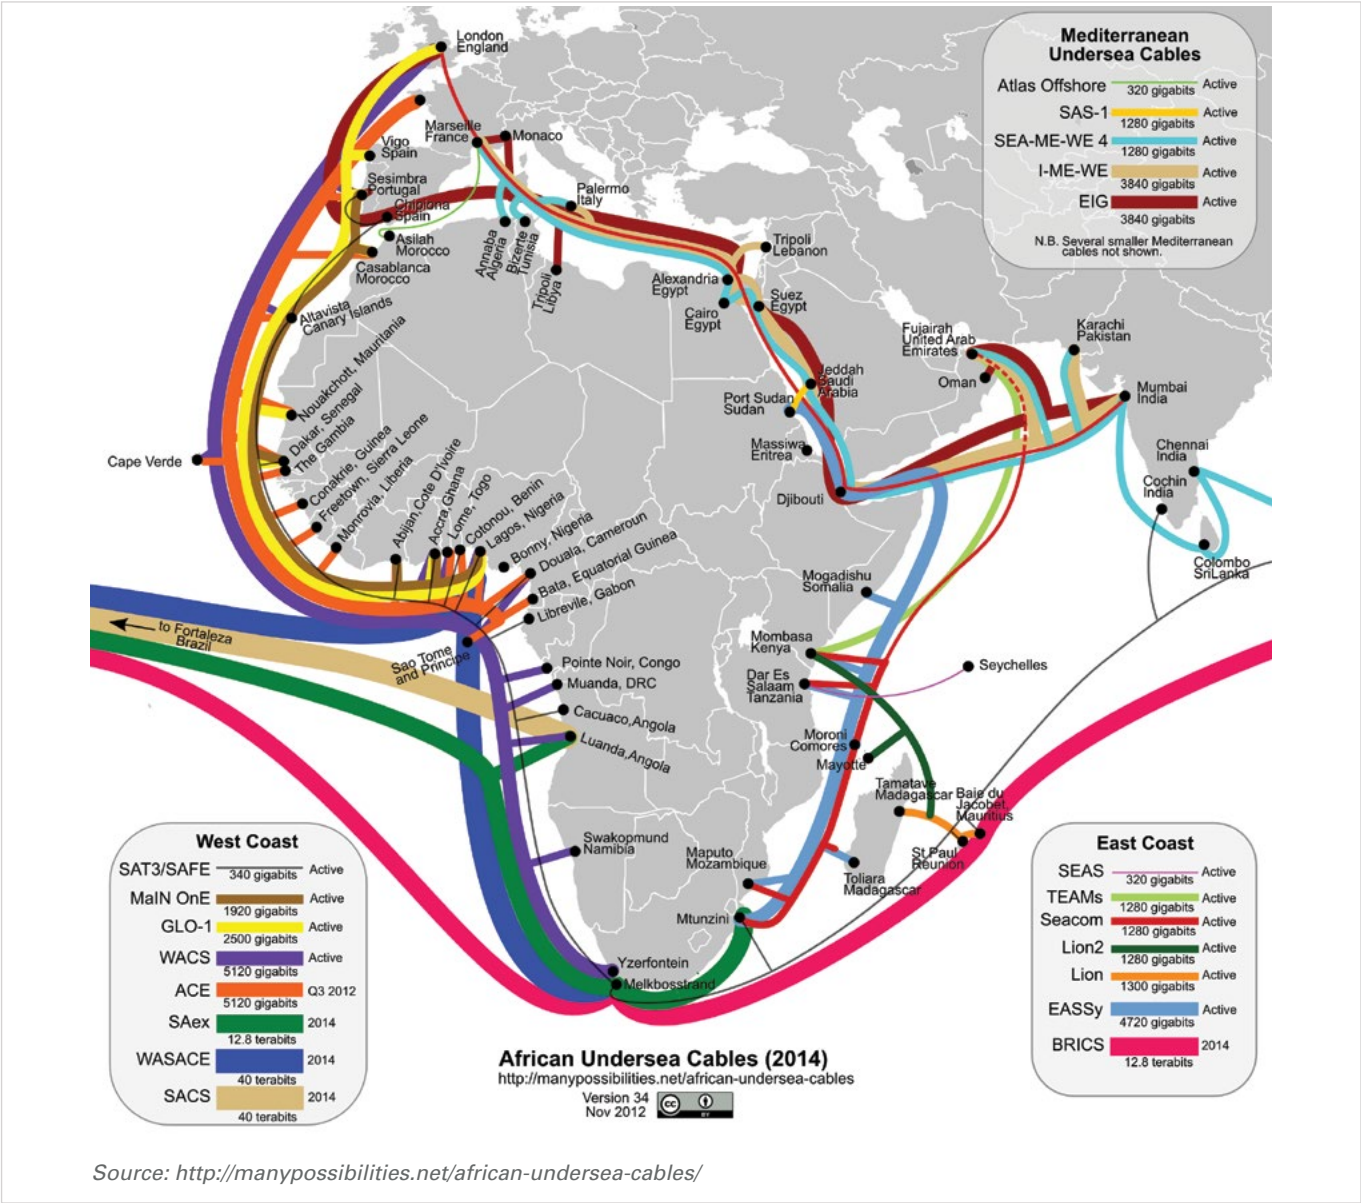 London
England
Marseille
France
Monaco
Vigo
Spain
Sesimbra
Portugal
Chipiona
Spain
Palermo
Italy
Asilah
Morocco
Casablanca
Morocco
Annaba
Algeria
Bizerte
Tunisia
Tripoli
Libya
Tripoli
Lebanon
Alexandria
Egypt
Cairo
Egypt
Suez
Egypt
Altavista
Canary Islands
Nouakchott, Mauritania
Dakar, Senegal
The Gambia
Cape Verde
Conakrie, Guinea
Freetown, Sierra Leone
Monrovia, Liberia
Abijan, Cote D'Ivoire
Accra, Ghana
Lome, Togo
Cotonou, Benin
Lagos, Nigeria
Bonny, Nigeria
Douala, Cameroun
Bata, Equatorial Guinea
Librevile, Gabon
Jeddah
Saudi
Arabia
Port Sudan
Sudan
Massiwa
Eritrea
Djibouti
Fujairah
United Arab
Emirates
Oman
Karachi
Pakistan
Mumbai
India
Chennai
India
Cochin
India
Colombo
SriLanka
to Fortaleza
Brazil
Sao Tome
and Principe
Pointe Noir, Congo
Muanda, DRC
Cacuaco,Angola
Luanda,Angola
Mogadishu
Somalia
Mombasa
Kenya
Dar Es
Salaam
Tanzania
Seychelles
Moroni
Comores
Mayotte
Tamatave
Madagascar
Baie du
Jacobet,
Mauritius
St Paul
Reunion
Toliara
Madagascar
Maputo
Mozambique
Mtunzini
Swakopmund
Namibia
Yzerfontein
Melkbosstrand
Mediterranean
Undersea Cables
Atlas Offshore 320 gigabits Active
SAS-1 1280 gigabits Active
SEA-ME-WE 4 1280 gigabits Active
I-ME-WE 3840 gigabits Active
EIG 3840 gigabits Active
N.B. Several smaller Mediterranean
cables not shown.
West Coast
SAT3/SAFE 340 gigabits Active
MaIN OnE 1920 gigabits Active
GLO-1 2500 gigabits Active
WACS 5120 gigabits Active
ACE 5120 gigabits Q3 2012
SAex 12.8 terabits 2014
WASACE 40 terabits 2014
SACS 40 terabits 2014
East Coast
SEAS 320 gigabits Active
TEAMs 1280 gigabits Active
Seacom 1280 gigabits Active
Lion2 1280 gigabits Active
Lion 1300 gigabits Active
EASSy 4720 gigabits Active
BRICS 12.8 terabits 2014
African Undersea Cables (2014)
http://manypossibilities.net/african-undersea-cables
Version 34
Nov 2012
cc
BY
Source: http://manypossibilities.net/african-undersea-cables/